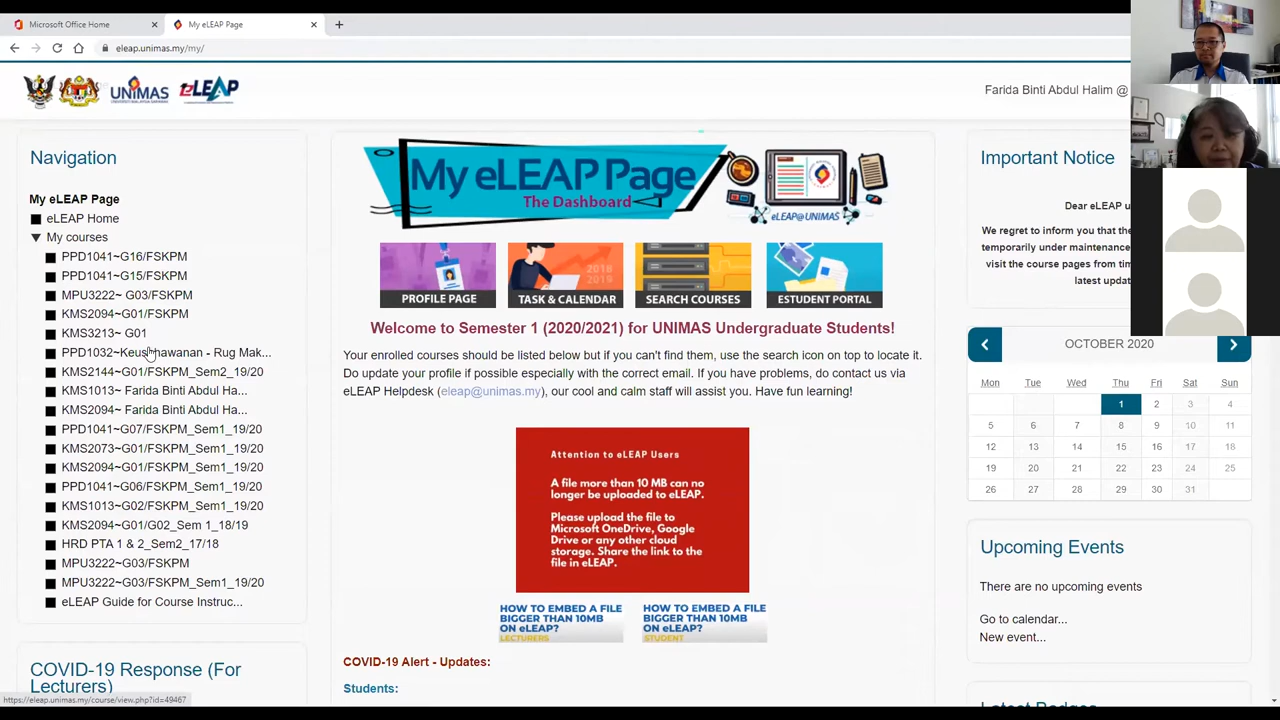 Microsoft Office Home
My eLEAP Page
eleap.unimas.my/my/
UNIMAS
eLEAP
Farida Binti Abdul Halim @
Navigation
My eLEAP Page
eLEAP Home
My courses
PPD1041~G16/FSKPM
PPD1041~G15/FSKPM
MPU3222~ G03/FSKPM
KMS2094~G01/FSKPM
KMS3213~ G01
PPD1032~Keusahawanan - Rug Mak...
KMS2144~G01/FSKPM_Sem2_19/20
KMS1013~ Farida Binti Abdul Ha...
KMS2094~ Farida Binti Abdul Ha...
PPD1041~G07/FSKPM_Sem1_19/20
KMS2073~G01/FSKPM_Sem1_19/20
KMS2094~G01/FSKPM_Sem1_19/20
PPD1041~G06/FSKPM_Sem1_19/20
KMS1013~G02/FSKPM_Sem1_19/20
KMS2094~G01/G02_Sem 1_18/19
HRD PTA 1 & 2_Sem2_17/18
MPU3222~G03/FSKPM
MPU3222~G03/FSKPM_Sem1_19/20
eLEAP Guide for Course Instruc...
COVID-19 Response (For
Lecturers)
https://eleap.unimas.my/course/view.php?id=49467
My eLEAP Page
The Dashboard
eLEAP@UNIMAS
PROFILE PAGE
2018
2019
TASK & CALENDAR
SEARCH COURSES
ESTUDENT PORTAL
Welcome to Semester 1 (2020/2021) for UNIMAS Undergraduate Students!
Your enrolled courses should be listed below but if you can't find them, use the search icon on top to locate it.
Do update your profile if possible especially with the correct email. If you have problems, do contact us via
eLEAP Helpdesk (eleap@unimas.my), our cool and calm staff will assist you. Have fun learning!
Attention to eLEAP Users
A file more than 10 MB can no
longer be uploaded to eLEAP.
Please upload the file to
Microsoft OneDrive, Google
Drive or any other cloud
storage. Share the link to the
file in eLEAP.
HOW TO EMBED A FILE
BIGGER THAN 10MB
ON eLEAP?
LECTURERS
HOW TO EMBED A FILE
BIGGER THAN 10MB
ON eLEAP?
STUDENT
COVID-19 Alert - Updates:
Students:
Important Notice
Dear eLEAP u
We regret to inform you that the
temporarily under maintenance
visit the course pages from tim
latest updat
OCTOBER 2020
Mon Tue Wed Thu Fri Sat Sun
1 2 3 4
5 6 7 8 9 10 11
12 13 14 15 16 17 18
19 20 21 22 23 24 25
26 27 28 29 30 31
Upcoming Events
There are no upcoming events
Go to calendar...
New event...
Latest Badges